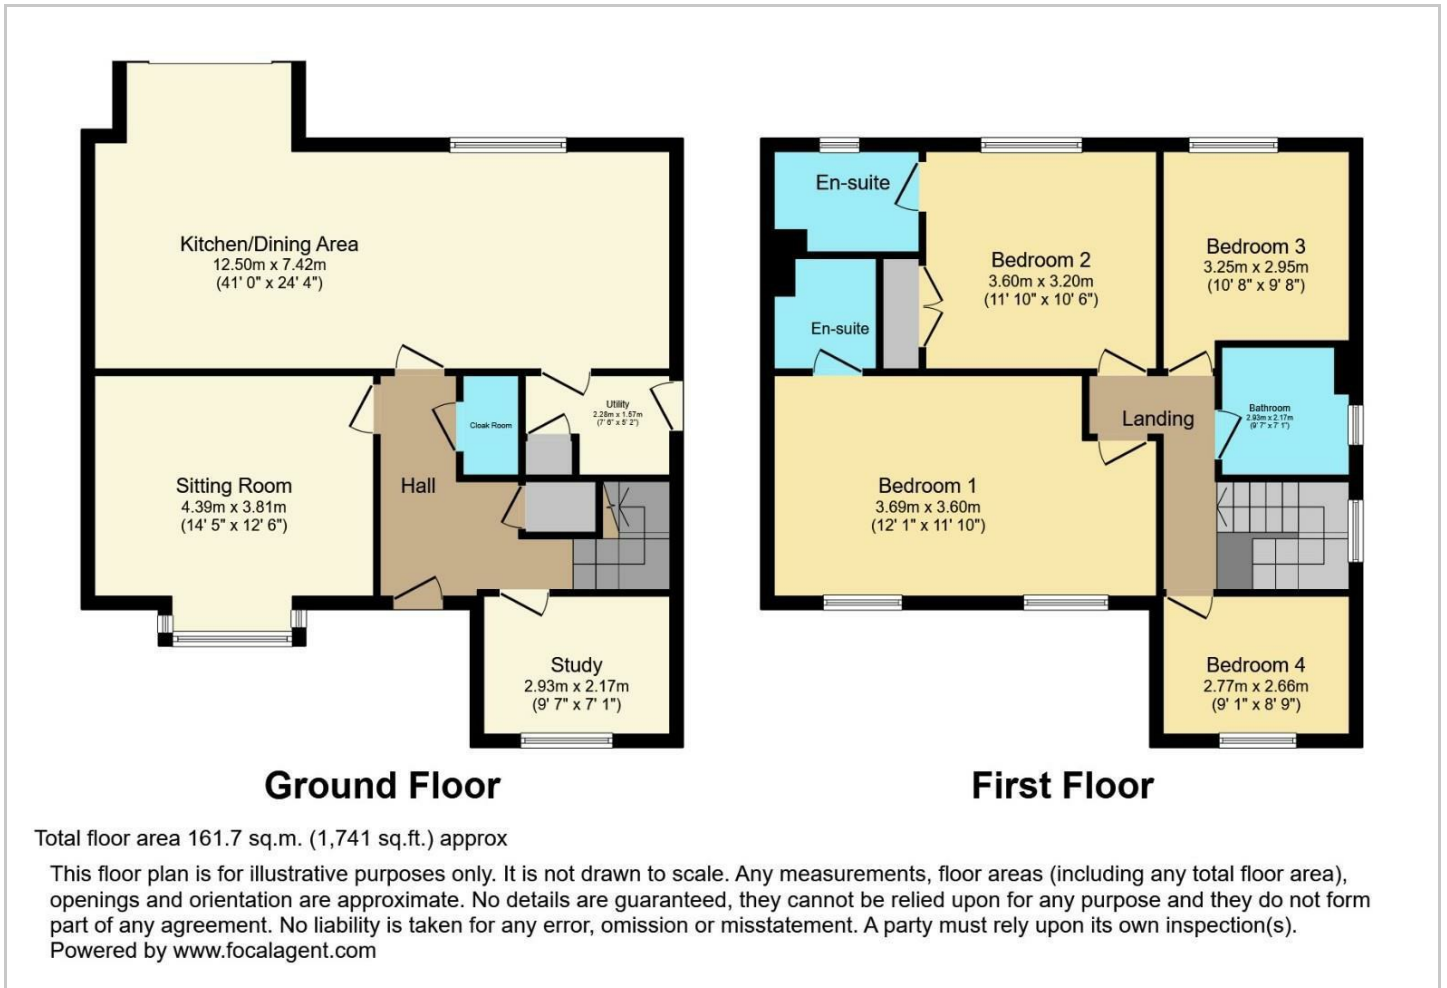 Kitchen/Dining Area
12.50m x 7.42m
(41' 0" x 24' 4")
Utility
2.28m x 1.57m
(7' 6" x 5' 2")
Cloak Room
Sitting Room
4.39m x 3.81m
(14' 5" x 12' 6")
Hall
Study
2.93m x 2.17m
(9' 7" x 7' 1")
Ground Floor
En-suite
Bedroom 2
3.60m x 3.20m
(11' 10" x 10' 6")
Bedroom 3
3.25m x 2.95m
(10' 8" x 9' 8")
En-suite
Landing
Bathroom
2.93m x 2.17m
(9' 7" x 7' 1")
Bedroom 1
3.69m x 3.60m
(12' 1" x 11' 10")
Bedroom 4
2.77m x 2.66m
(9' 1" x 8' 9")
First Floor
Total floor area 161.7 sq.m. (1,741 sq.ft.) approx
This floor plan is for illustrative purposes only. It is not drawn to scale. Any measurements, floor areas (including any total floor area),
openings and orientation are approximate. No details are guaranteed, they cannot be relied upon for any purpose and they do not form
part of any agreement. No liability is taken for any error, omission or misstatement. A party must rely upon its own inspection(s).
Powered by www.focalagent.com